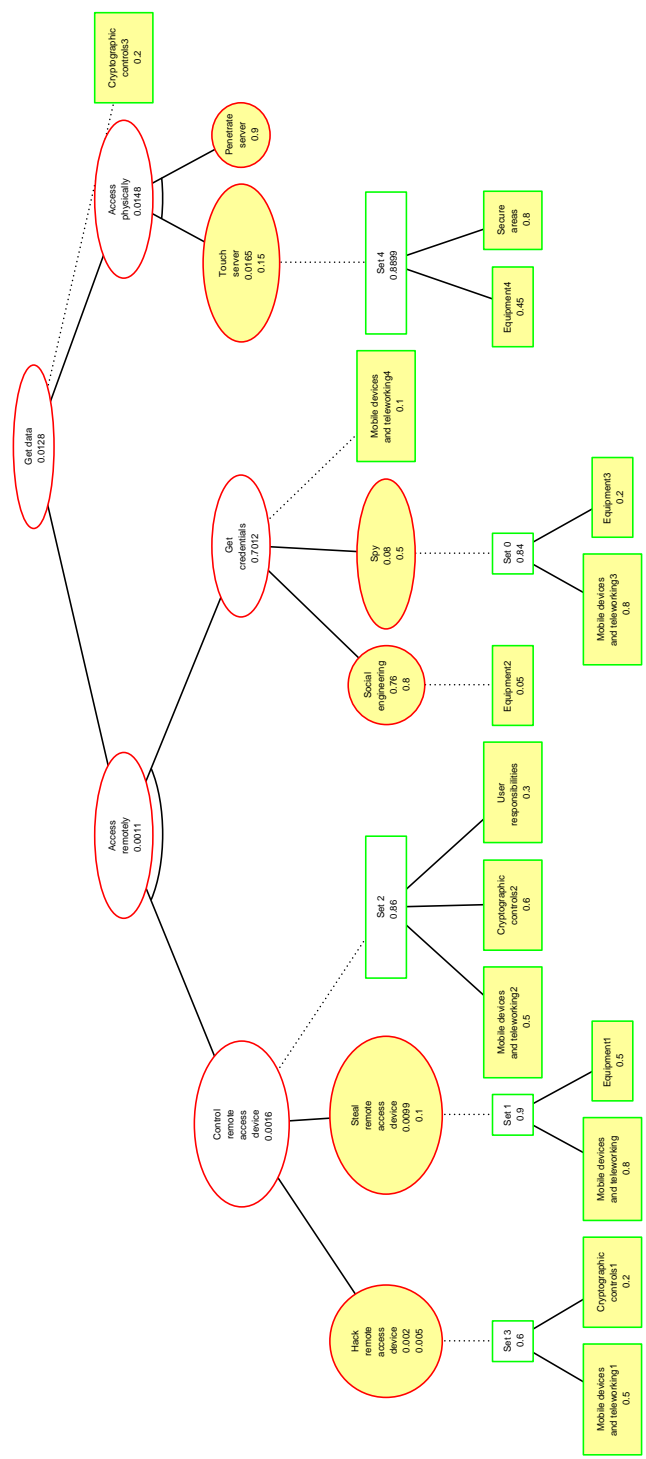 Get data
0.0128
Access
remotely
0.0011
Access
physically
0.0148
Cryptographic
controls3
0.2
Control
remote
access
device
0.0016
Get
credentials
0.7012
Touch
server
0.0165
0.15
Penetrate
server
0.9
Hack
remote
access
device
0.002
0.005
Steal
remote
access
device
0.0099
0.1
Set 2
0.86
Social
engineering
0.76
0.8
Spy
0.08
0.5
Mobile devices
and teleworking4
0.1
Set 4
0.8899
Set 3
0.6
Set 1
0.9
Mobile devices
and teleworking2
0.5
Cryptographic
controls2
0.6
User
responsibilities
0.3
Equipment2
0.05
Set 0
0.84
Equipment4
0.45
Secure
areas
0.8
Mobile devices
and teleworking1
0.5
Cryptographic
controls1
0.2
Mobile devices
and teleworking
0.8
Equipment1
0.5
Mobile devices
and teleworking3
0.8
Equipment3
0.2